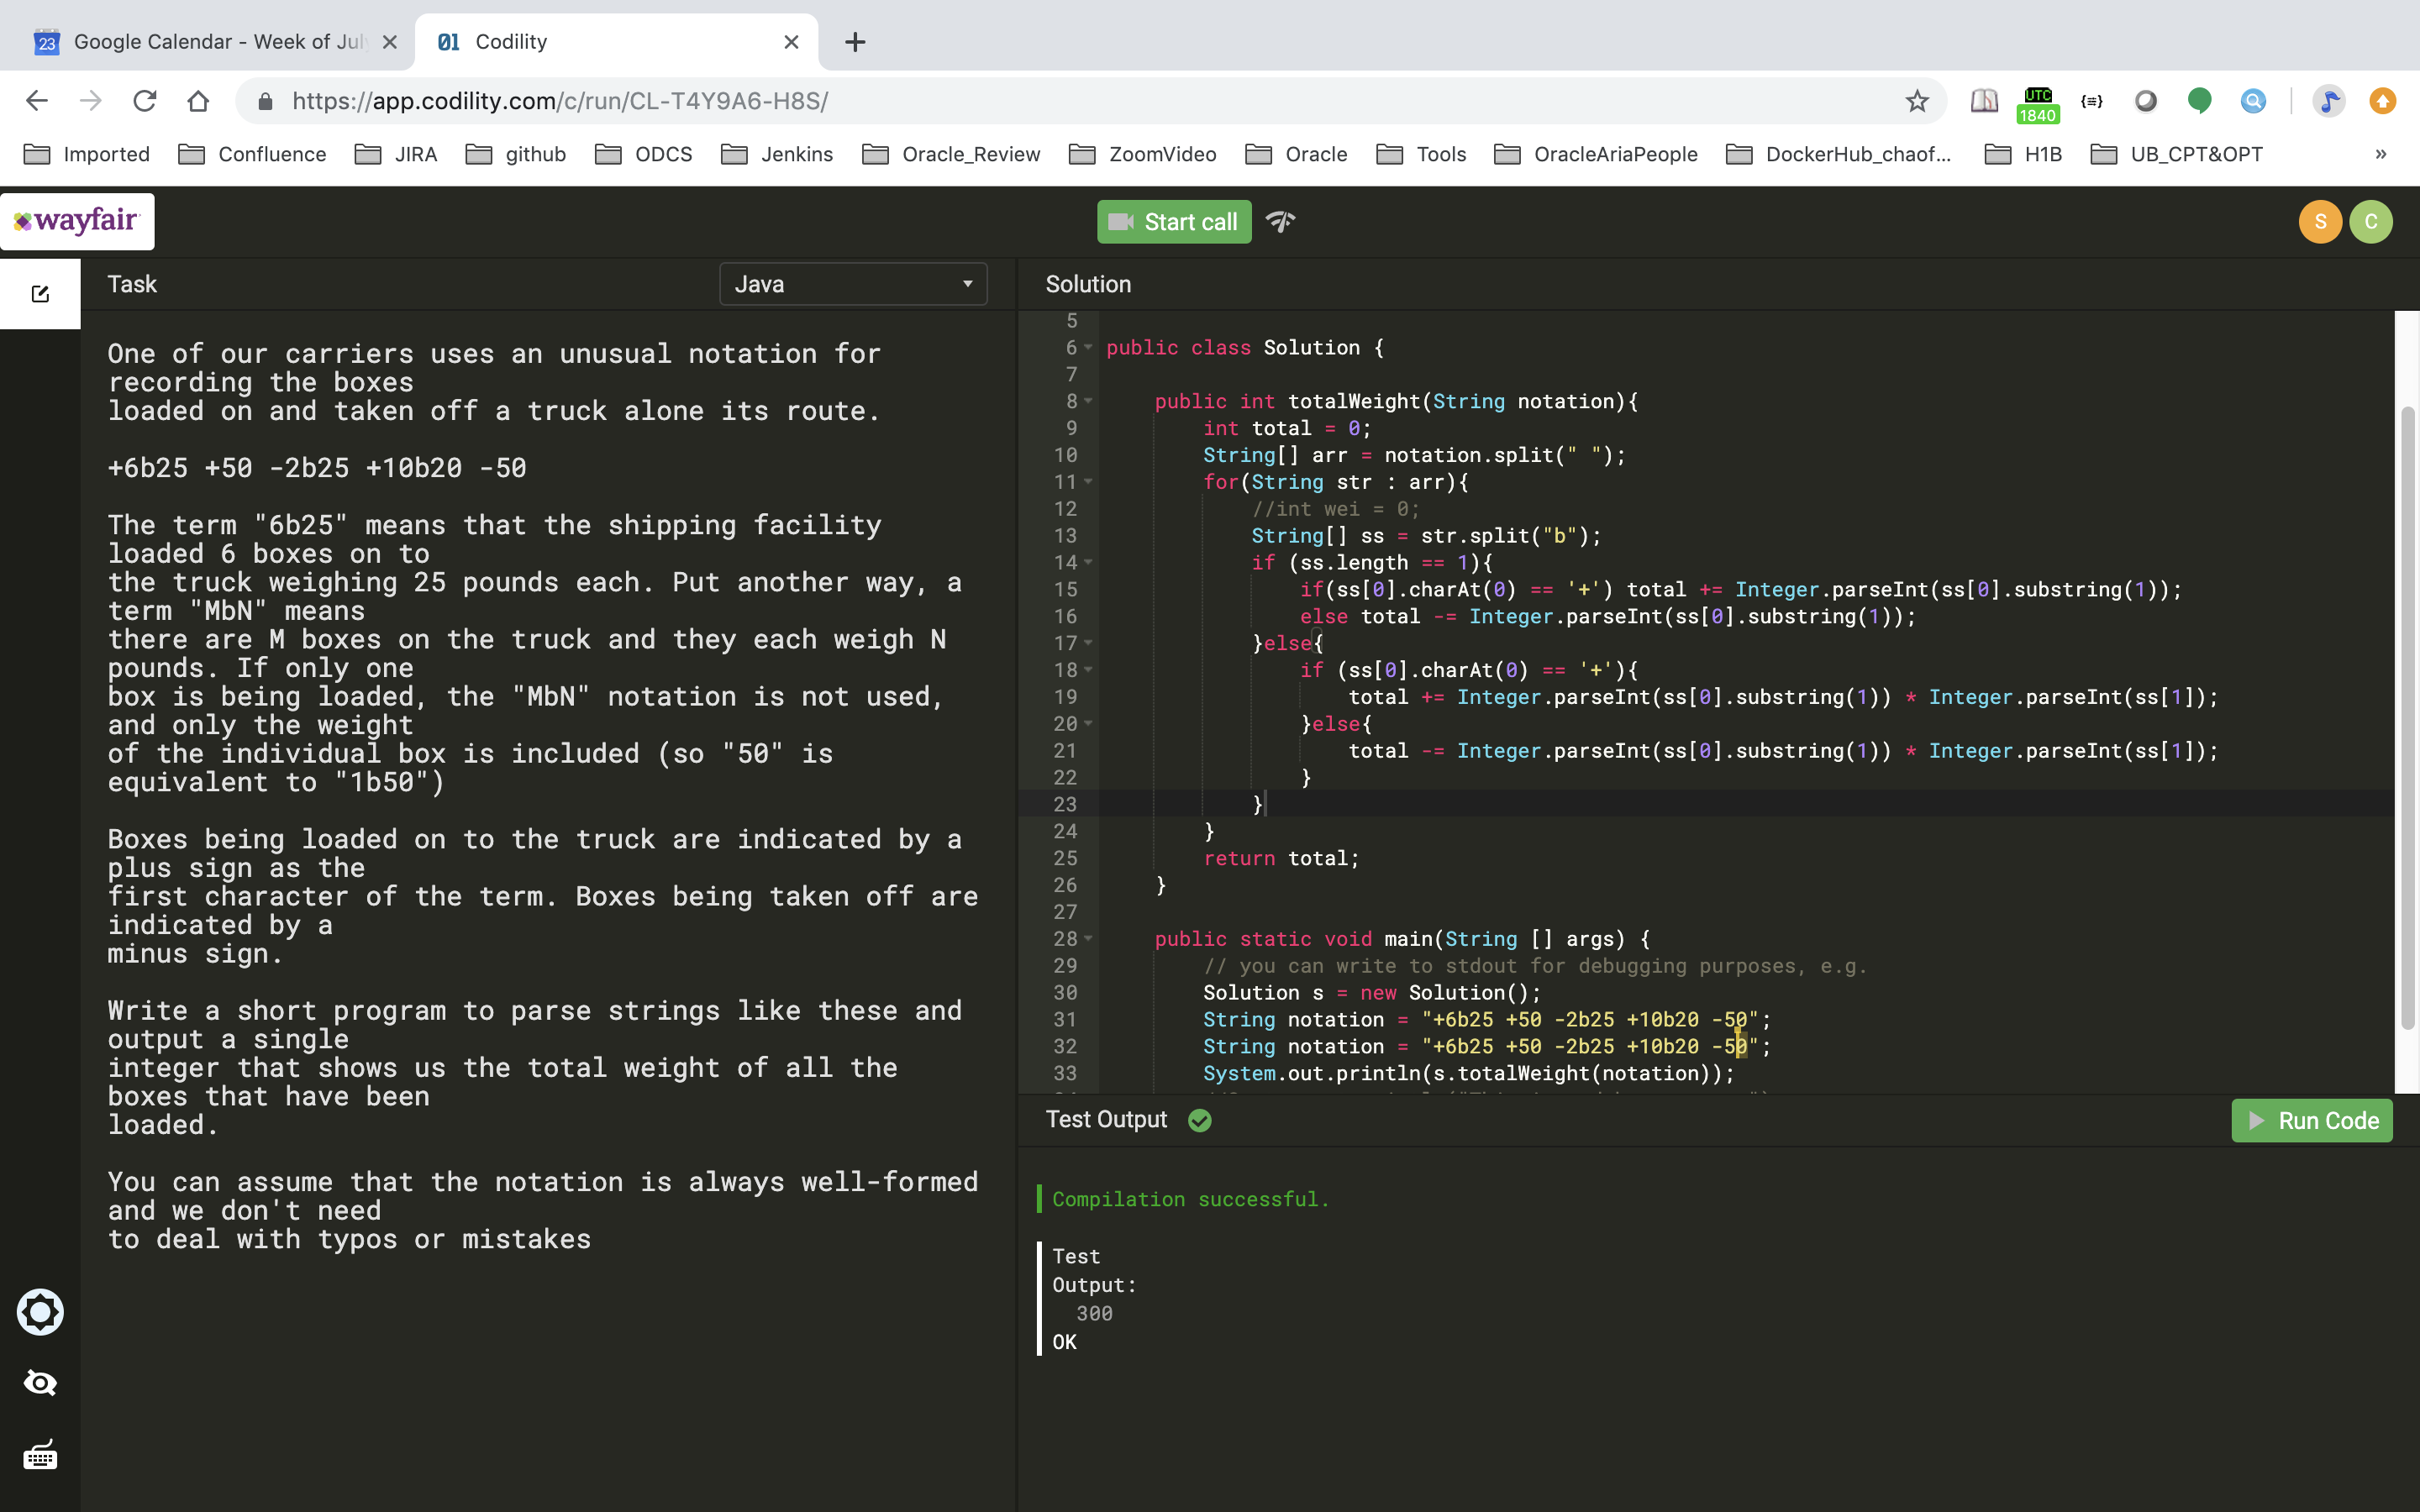 Google Calendar - Week of Jul
Codility
https://app.codility.com/c/run/CL-T4Y9A6-H8S/
UTC
1840
Imported
Confluence
JIRA
github
ODCS
Jenkins
Oracle_Review
ZoomVideo
Oracle
Tools
OracleAriaPeople
DockerHub_chaof...
H1B
UB_CPT&OPT
»
wayfair
Start call
S
C
Task
Java
Solution
One of our carriers uses an unusual notation for
recording the boxes
loaded on and taken off a truck alone its route.
+6b25 +50 -2b25 +10b20 -50
The term "6b25" means that the shipping facility
loaded 6 boxes on to
the truck weighing 25 pounds each. Put another way, a
term "MbN" means
there are M boxes on the truck and they each weigh N
pounds. If only one
box is being loaded, the "MbN" notation is not used,
and only the weight
of the individual box is included (so "50" is
equivalent to "1b50")
Boxes being loaded on to the truck are indicated by a
plus sign as the
first character of the term. Boxes being taken off are
indicated by a
minus sign.
Write a short program to parse strings like these and
output a single
integer that shows us the total weight of all the
boxes that have been
loaded.
You can assume that the notation is always well-formed
and we don't need
to deal with typos or mistakes
5
6 public class Solution {
7
8 public int totalWeight(String notation){
9 int total = 0;
10 String[] arr = notation.split(" ");
11 for(String str : arr){
12 //int wei = 0;
13 String[] ss = str.split("b");
14 if (ss.length == 1){
15 if(ss[0].charAt(0) == '+') total += Integer.parseInt(ss[0].substring(1));
16 else total -= Integer.parseInt(ss[0].substring(1));
17 }else{
18 if (ss[0].charAt(0) == '+'){
19 total += Integer.parseInt(ss[0].substring(1)) * Integer.parseInt(ss[1]);
20 }else{
21 total -= Integer.parseInt(ss[0].substring(1)) * Integer.parseInt(ss[1]);
22 }
23 }
24 }
25 return total;
26 }
27
28 public static void main(String [] args) {
29 // you can write to stdout for debugging purposes, e.g.
30 Solution s = new Solution();
31 String notation = "+6b25 +50 -2b25 +10b20 -50";
32 String notation = "+6b25 +50 -2b25 +10b20 -50";
33 System.out.println(s.totalWeight(notation));
Test Output
Run Code
Compilation successful.
Test
Output:
300
OK